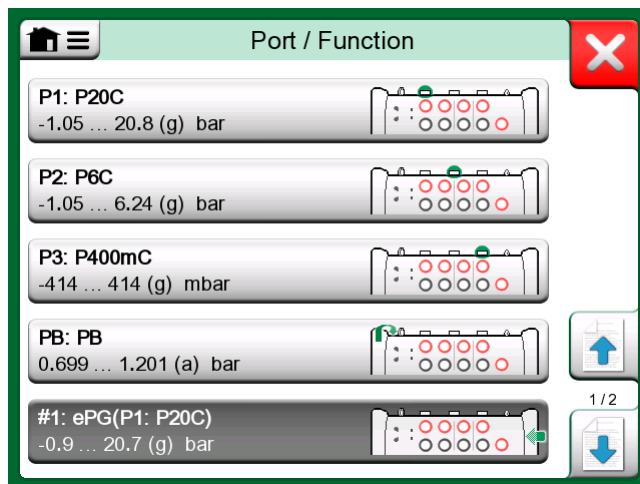 Port / Function
P1: P20C
-1.05 ... 20.8 (g) bar
P2: P6C
-1.05 ... 6.24 (g) bar
P3: P400mC
-414 ... 414 (g) mbar
PB: PB
0.699 ... 1.201 (a) bar
1 / 2
#1: ePG(P1: P20C)
-0.9 ... 20.7 (g) bar